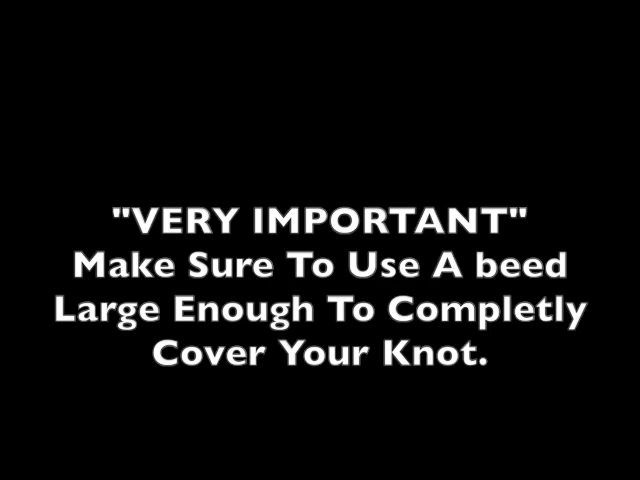 "VERY IMPORTANT"
Make Sure To Use A beed
Large Enough To Completly
Cover Your Knot.